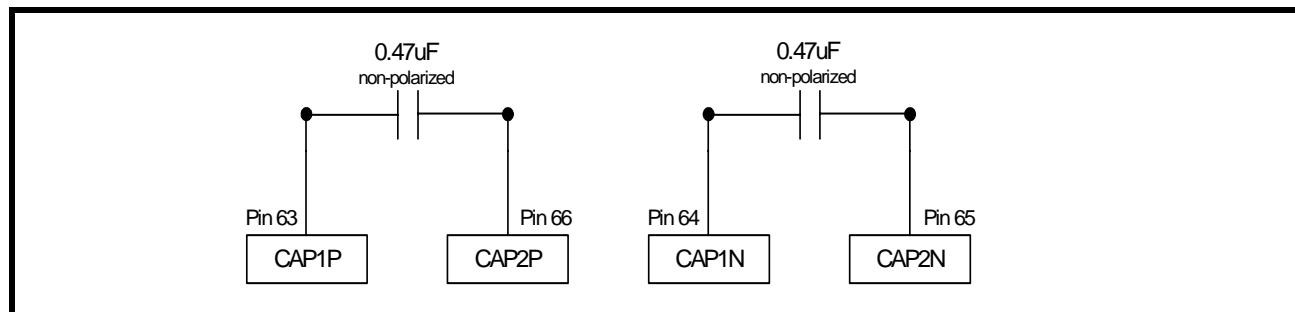 0.47uF
non-polarized
0.47uF
non-polarized
Pin 63
Pin 66
Pin 64
Pin 65
CAP1P
CAP2P
CAP1N
CAP2N